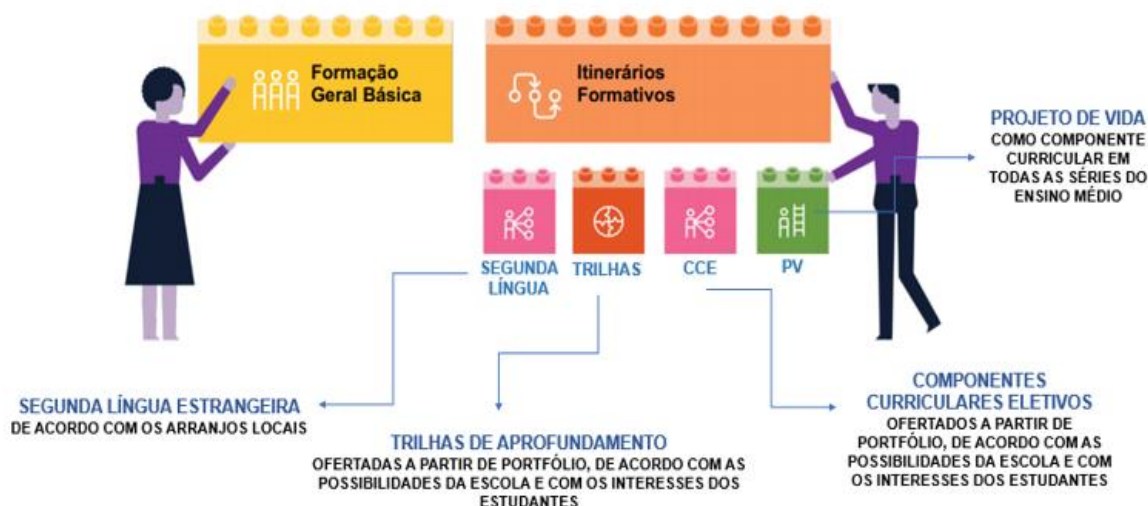 Formação
Geral Básica
Itinerários
Formativos
PROJETO DE VIDA
COMO COMPONENTE
CURRICULAR EM
TODAS AS SÉRIES DO
ENSINO MÉDIO
SEGUNDA
LÍNGUA
TRILHAS
CCE
PV
SEGUNDA LÍNGUA ESTRANGEIRA
DE ACORDO COM OS ARRANJOS LOCAIS
TRILHAS DE APROFUNDAMENTO
OFERTADAS A PARTIR DE PORTFÓLIO, DE ACORDO COM AS
POSSIBILIDADES DA ESCOLA E COM OS INTERESSES DOS
ESTUDANTES
COMPONENTES
CURRICULARES ELETIVOS
OFERTADOS A PARTIR DE
PORTFÓLIO, DE ACORDO COM AS
POSSIBILIDADES DA ESCOLA E COM
OS INTERESSES DOS ESTUDANTES